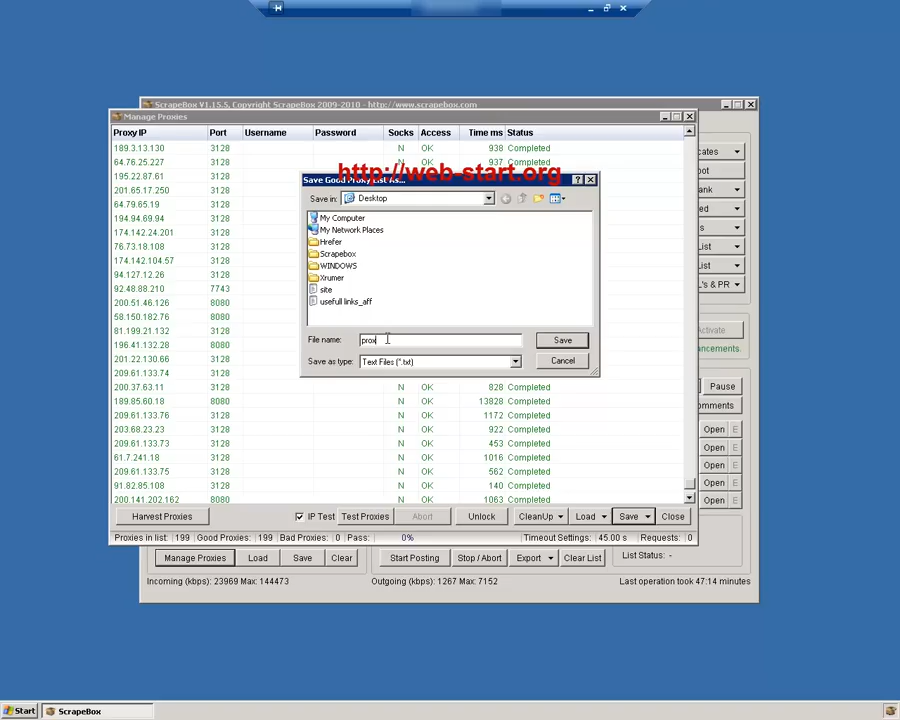 ScrapeBox V1.15.5, Copyright ScrapeBox 2009-2010 - http://www.scrapebox.com
Manage Proxies
Proxy IP Port Username Password Socks Access Time ms Status
189.3.13.130 3128 N OK 938 Completed
64.76.25.227 3128 N OK 937 Completed
http://web-start.org
195.22.87.61 3128
Save Good Proxy List As...
201.65.17.250 3128
Save in: Desktop
64.79.65.19 3128
194.94.69.94 3128
My Computer
174.142.24.201 3128
My Network Places
76.73.18.108 3128
Hrefer
174.142.104.57 3128
Scrapebox
94.127.12.26 3128
WINDOWS
Xrumer
94.88.88.210 7743
site
200.51.46.126 8080
usefull links_aff
58.150.182.76 8080
81.199.21.132 3128
196.41.132.28 8080
File name: prox Save
201.22.130.66 3128
Save as type: Text Files (*.txt) Cancel
209.61.133.74 3128
200.37.63.11 3128 N OK 828 Completed
189.85.60.18 8080 N OK 13828 Completed
209.61.133.76 3128 N OK 1172 Completed
203.68.23.23 3128 N OK 922 Completed
209.61.133.73 3128 N OK 453 Completed
61.7.241.18 3128 N OK 1016 Completed
209.61.133.75 3128 N OK 562 Completed
91.82.85.108 3128 N OK 140 Completed
200.141.202.162 8080 N OK 1063 Completed
Harvest Proxies IP Test Test Proxies Abort Unlock CleanUp Load Save Close
Proxies in list: 199 Good Proxies: 199 Bad Proxies: 0 Pass: 0% Timeout Settings: 45.00 s Requests: 0
cates
ot
ank
ed
s
List
List
L's & PR
Activate
ncements.
Pause
omments
Open E
Open E
Open E
Open E
Open E
Manage Proxies Load Save Clear Start Posting Stop / Abort Export Clear List List Status: -
Incoming (kbps): 23969 Max: 144473 Outgoing (kbps): 1267 Max: 7152 Last operation took 47:14 minutes
Start ScrapeBox